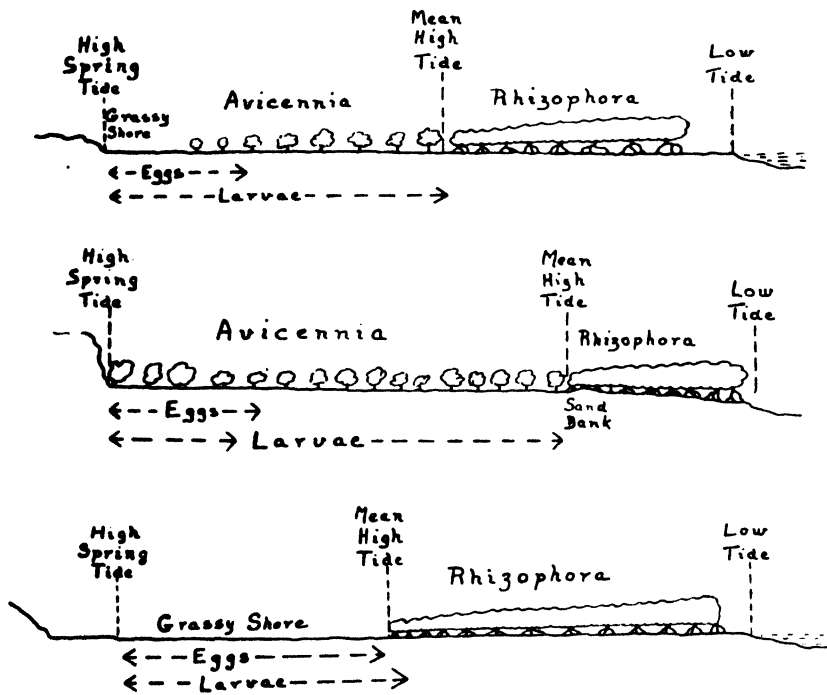 High
Spring
Tide
Grassy
Shore
Avicennia
Mean
High
Tide
Rhizophora
Low
Tide
Eggs
Larvae
High
Spring
Tide
Avicennia
Mean
High
Tide
Rhizophora
Low
Tide
Eggs
Sand
Bank
Larvae
High
Spring
Tide
Mean
High
Tide
Rhizophora
Low
Tide
Grassy Shore
Eggs
Larvae